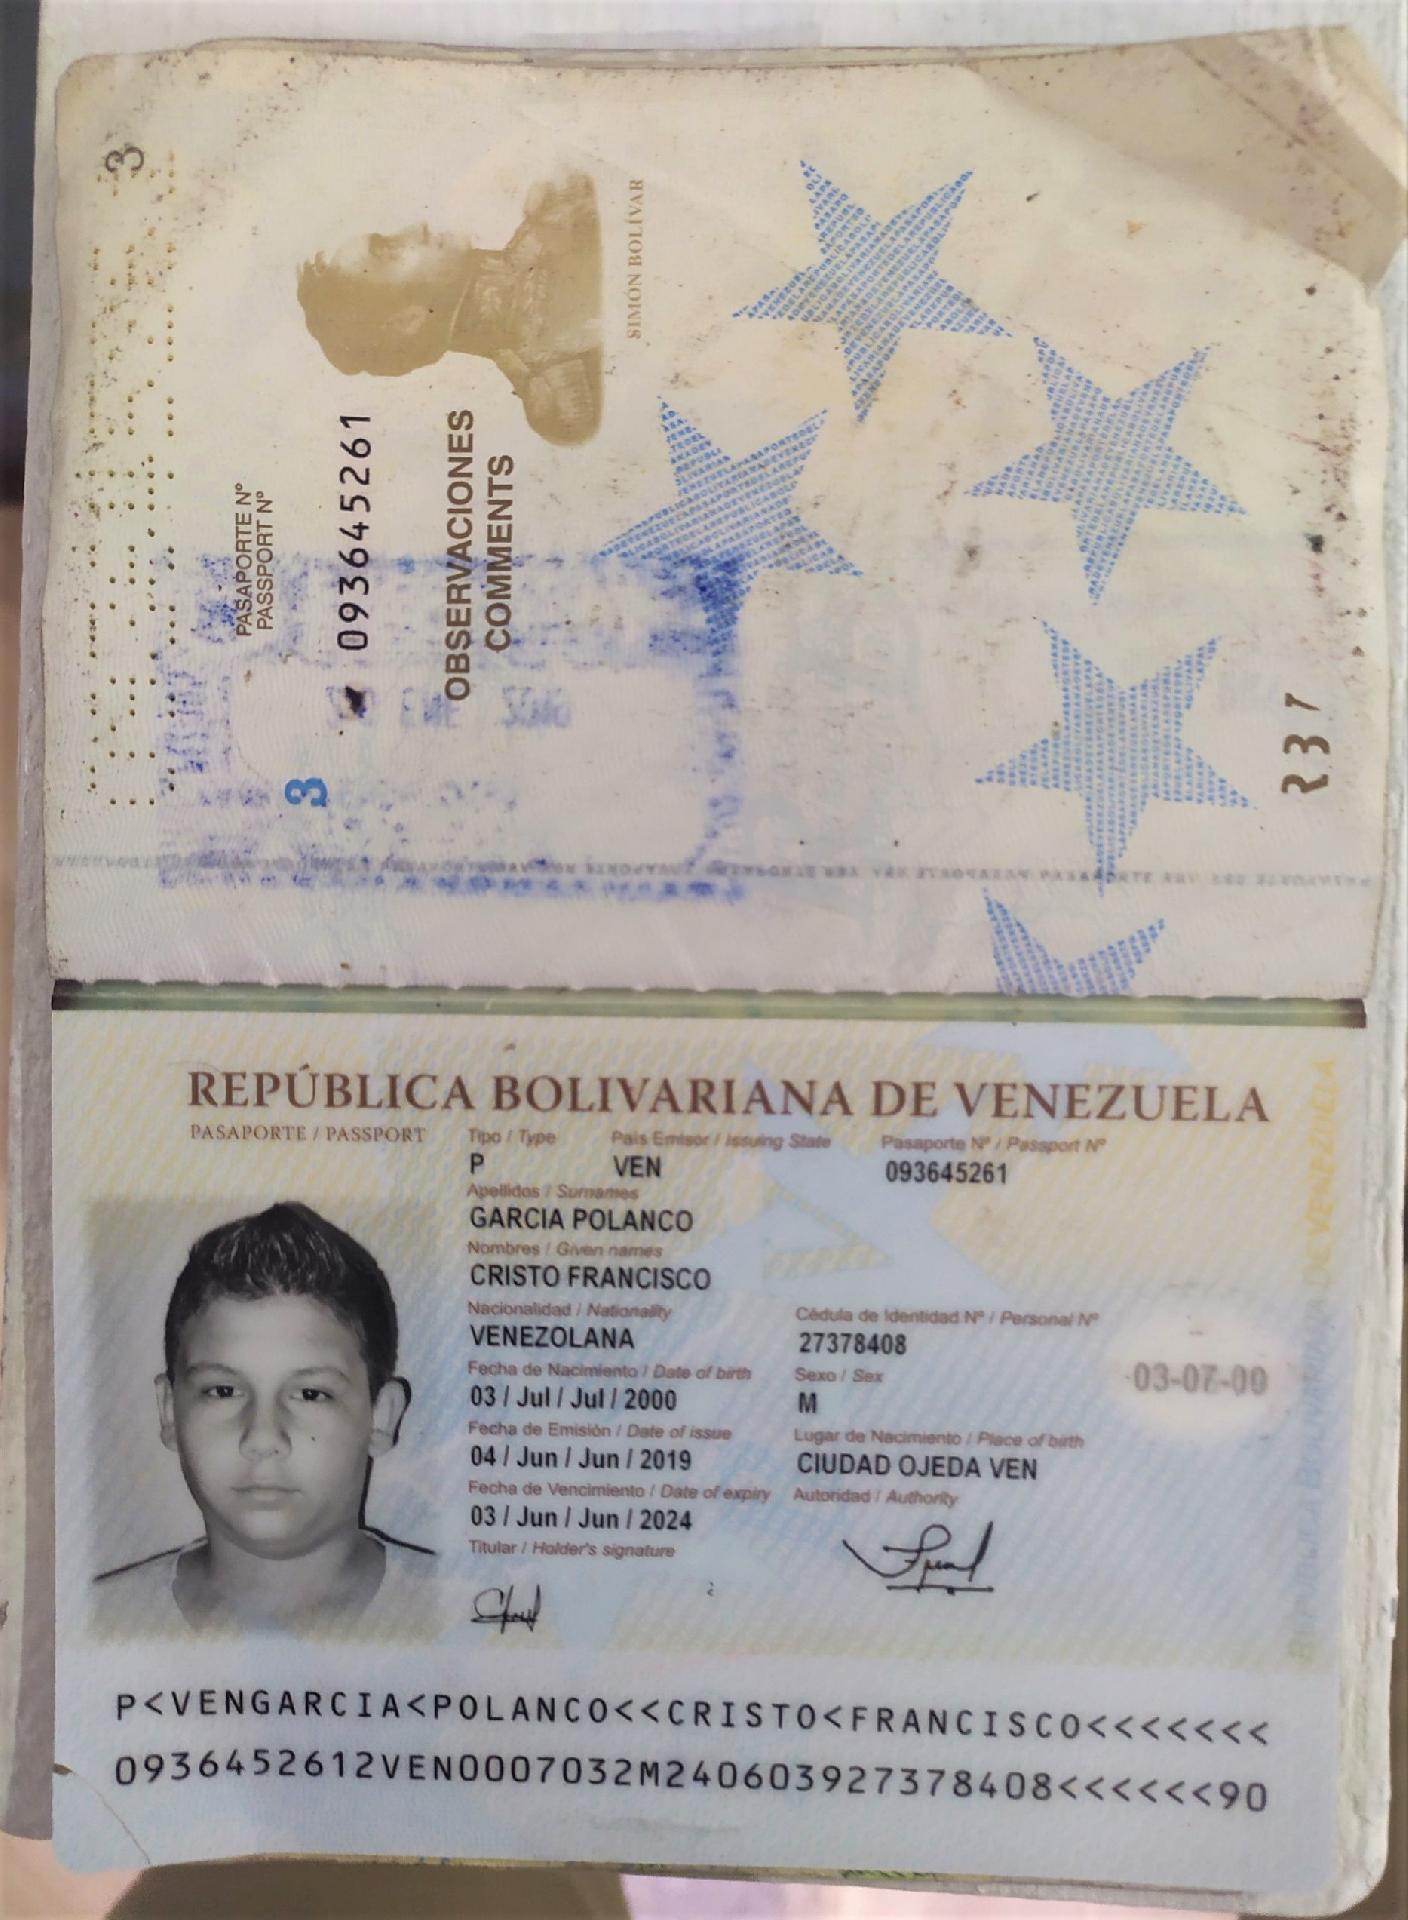 3
PASAPORTE Nº
PASSPORT Nº
093645261
OBSERVACIONES
COMMENTS
SIMÓN BOLÍVAR
3
REPÚBLICA BOLIVARIANA DE VENEZUELA
PASAPORTE / PASSPORT
Tipo / Type País Emisor / Issuing State Pasaporte Nº / Passport Nº
P VEN 093645261
Apellidos / Surnames
GARCIA POLANCO
Nombres / Given names
CRISTO FRANCISCO
Nacionalidad / Nationality Cédula de Identidad Nº / Personal Nº
VENEZOLANA 27378408
Fecha de Nacimiento / Date of birth Sexo / Sex
03 / Jul / Jul / 2000 M
03-07-00
Fecha de Emisión / Date of issue Lugar de Nacimiento / Place of birth
04 / Jun / Jun / 2019 CIUDAD OJEDA VEN
Fecha de Vencimiento / Date of expiry Autoridad / Authority
03 / Jun / Jun / 2024
Titular / Holder's signature
P<VENGARCIA<POLANCO<<CRISTO<FRANCISCO<<<<<<<
0936452612VEN0007032M240603927378408<<<<<<90